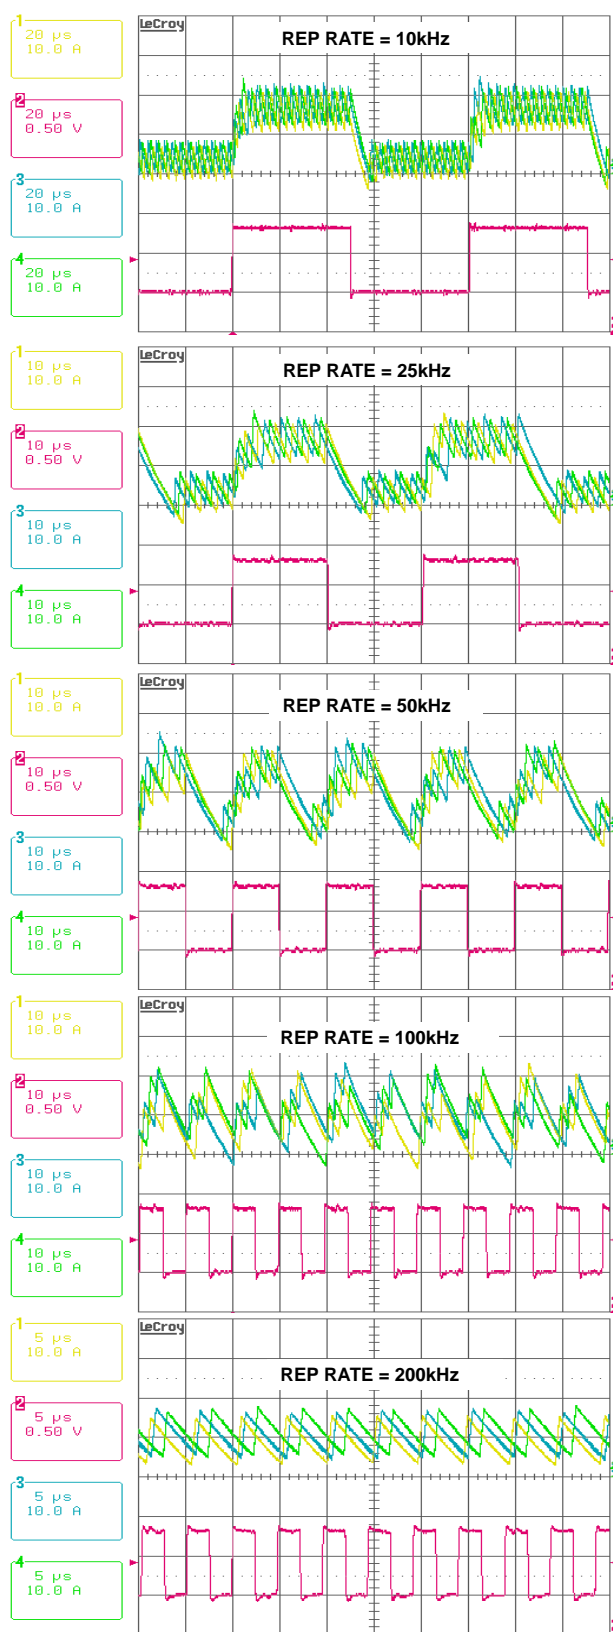 LeCroy
REP RATE = 10kHz
1
20 µs
10.0 A
2
20 µs
0.50 V
3
20 µs
10.0 A
4
20 µs
10.0 A
LeCroy
REP RATE = 25kHz
1
10 µs
10.0 A
2
10 µs
0.50 V
3
10 µs
10.0 A
4
10 µs
10.0 A
LeCroy
REP RATE = 50kHz
1
10 µs
10.0 A
2
10 µs
0.50 V
3
10 µs
10.0 A
4
10 µs
10.0 A
LeCroy
REP RATE = 100kHz
1
10 µs
10.0 A
2
10 µs
0.50 V
3
10 µs
10.0 A
4
10 µs
10.0 A
LeCroy
REP RATE = 200kHz
1
5 µs
10.0 A
2
5 µs
0.50 V
3
5 µs
10.0 A
4
5 µs
10.0 A